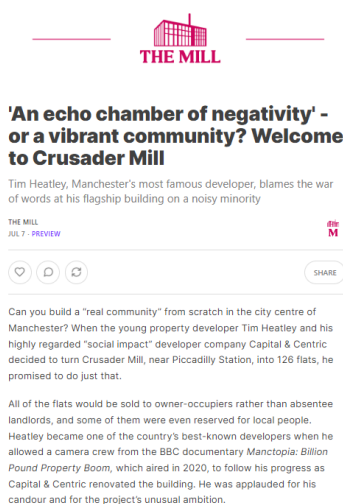 THE MILL
'An echo chamber of negativity' -
or a vibrant community? Welcome
to Crusader Mill
Tim Heatley, Manchester's most famous developer, blames the war
of words at his flagship building on a noisy minority
THE MILL
JUL 7 · PREVIEW
M
SHARE
Can you build a "real community" from scratch in the city centre of
Manchester? When the young property developer Tim Heatley and his
highly regarded "social impact" developer company Capital & Centric
decided to turn Crusader Mill, near Piccadilly Station, into 126 flats, he
promised to do just that.
All of the flats would be sold to owner-occupiers rather than absentee
landlords, and some of them were even reserved for local people.
Heatley became one of the country's best-known developers when he
allowed a camera crew from the BBC documentary Manctopia: Billion
Pound Property Boom, which aired in 2020, to follow his progress as
Capital & Centric renovated the building. He was applauded for his
candour and for the project's unusual ambition.